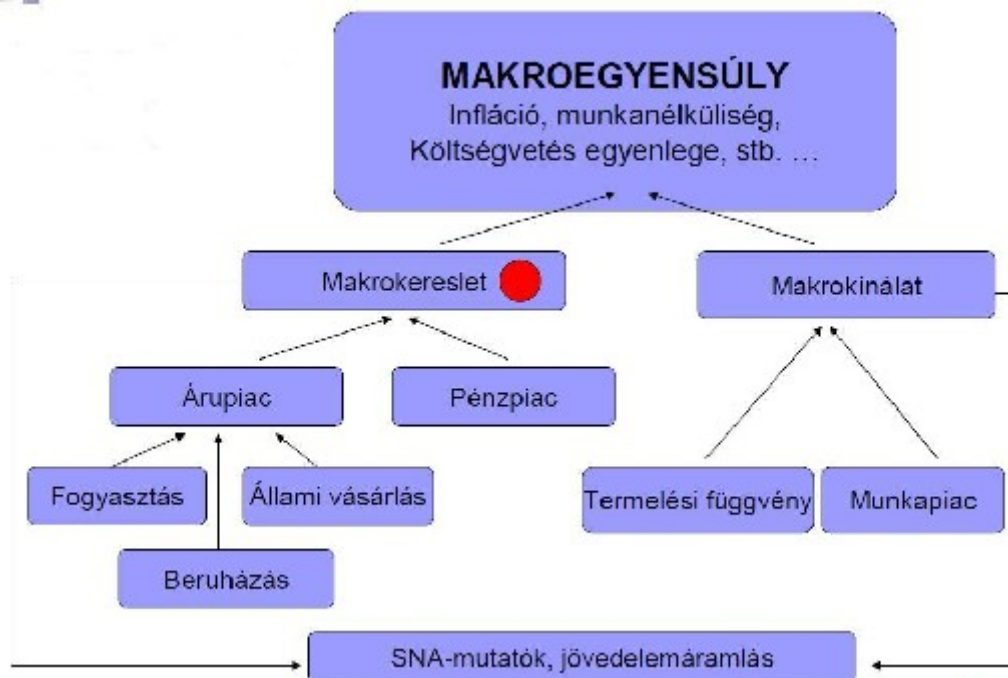 MAKROEGYENSÚLY
Infláció, munkanélküliség,
Költségvetés egyenlege, stb. ...
Makrokereslet
Makrokínálat
Árupiac
Pénzpiac
Fogyasztás
Állami vásárlás
Termelési függvény
Munkapiac
Beruházás
SNA-mutatók, jövedelemáramlás